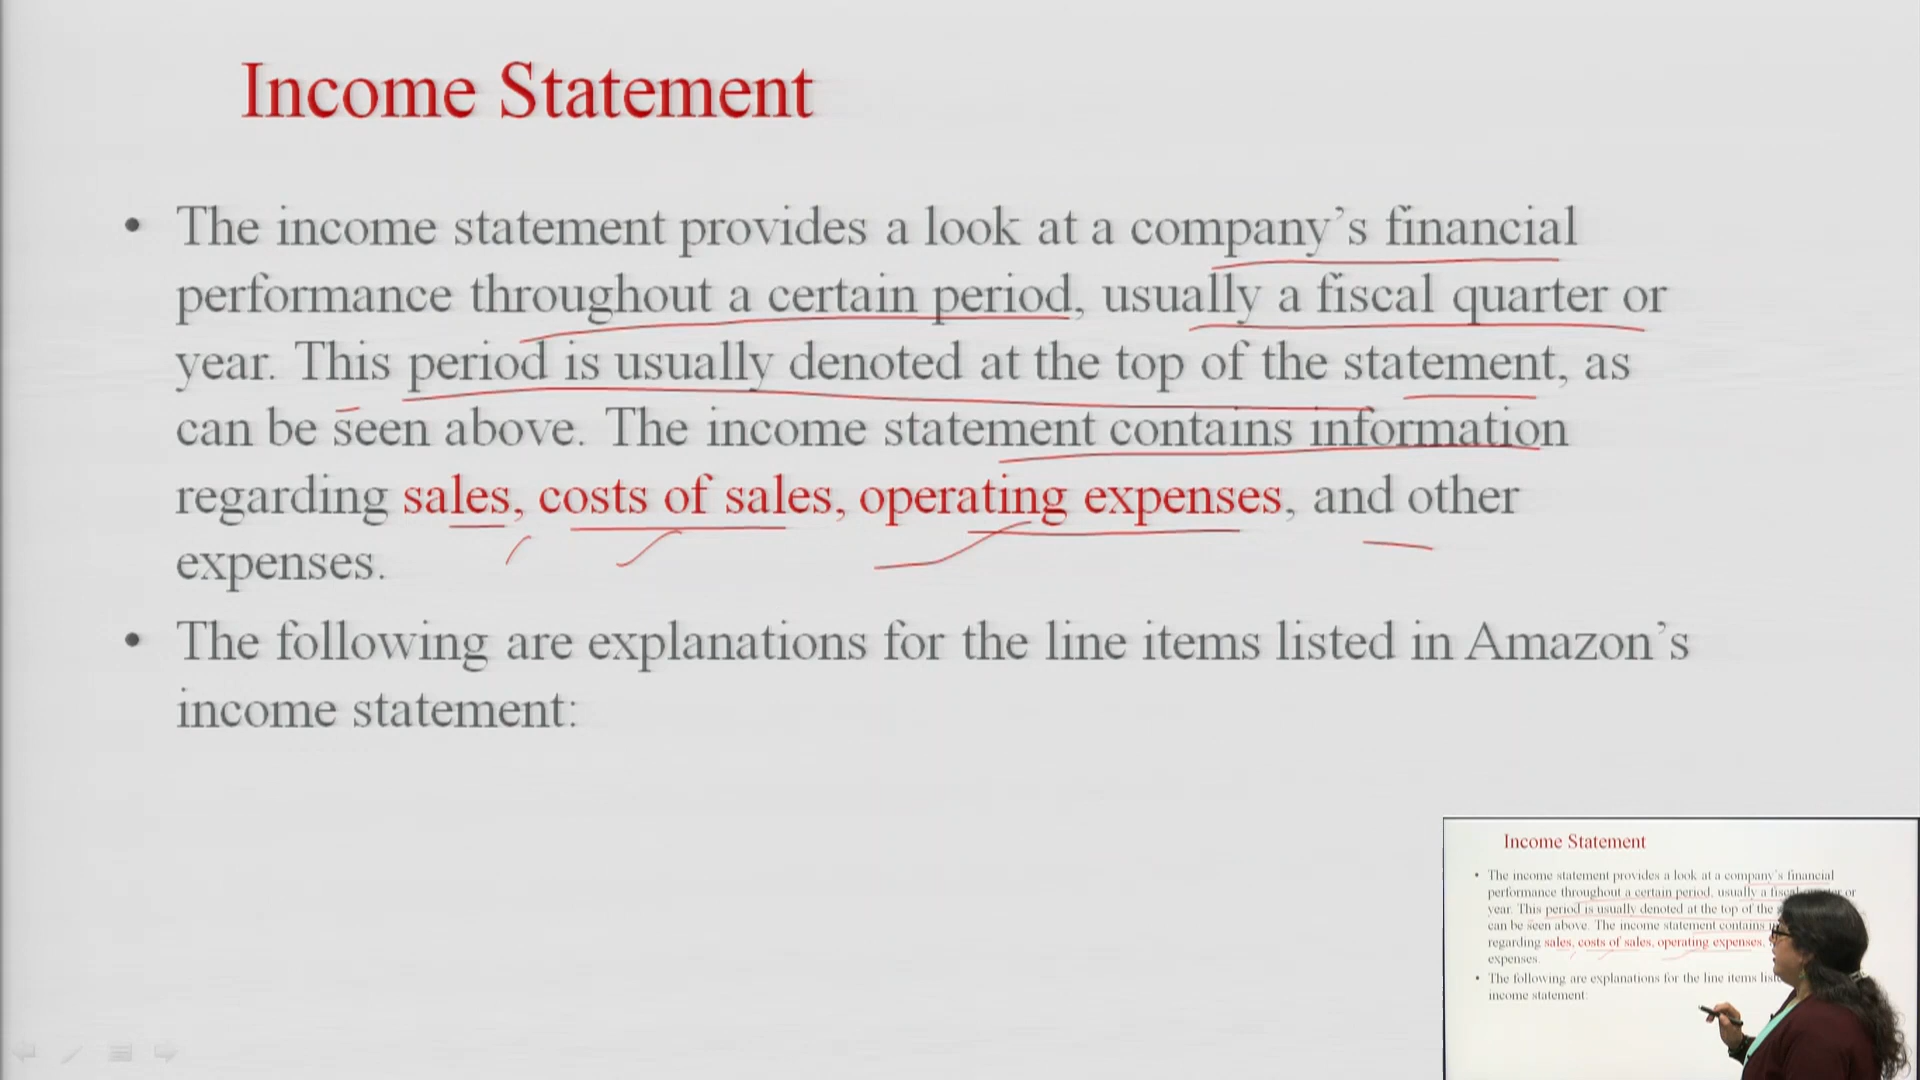 Income Statement
• The income statement provides a look at a company's financial
performance throughout a certain period, usually a fiscal quarter or
year. This period is usually denoted at the top of the statement, as
can be seen above. The income statement contains information
regarding sales, costs of sales, operating expenses, and other
expenses.
• The following are explanations for the line items listed in Amazon's
income statement:
Income Statement
• The income statement provides a look at a company's financial
performance throughout a certain period, usually a or
year. This period is usually denoted at the top of the
can be seen above. The income statement contains
regarding sales, costs of sales, operating expenses,
expenses.
• The following are explanations for the line items
income statement: